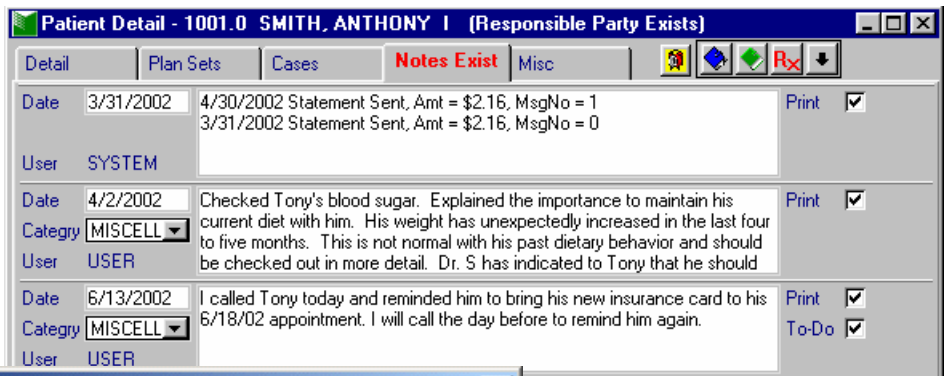 Patient Detail - 1001.0 SMITH, ANTHONY I (Responsible Party Exists)
Detail Plan Sets Cases Notes Exist Misc Rx
Date 3/31/2002 4/30/2002 Statement Sent, Amt = $2.16, MsgNo = 1 Print
3/31/2002 Statement Sent, Amt = $2.16, MsgNo = 0
User SYSTEM
Date 4/2/2002 Checked Tony's blood sugar. Explained the importance to maintain his Print
current diet with him. His weight has unexpectedly increased in the last four
Categry MISCELL to five months. This is not normal with his past dietary behavior and should
User USER be checked out in more detail. Dr. S has indicated to Tony that he should
Date 6/13/2002 I called Tony today and reminded him to bring his new insurance card to his Print
Categry MISCELL 6/18/02 appointment. I will call the day before to remind him again. To-Do
User USER